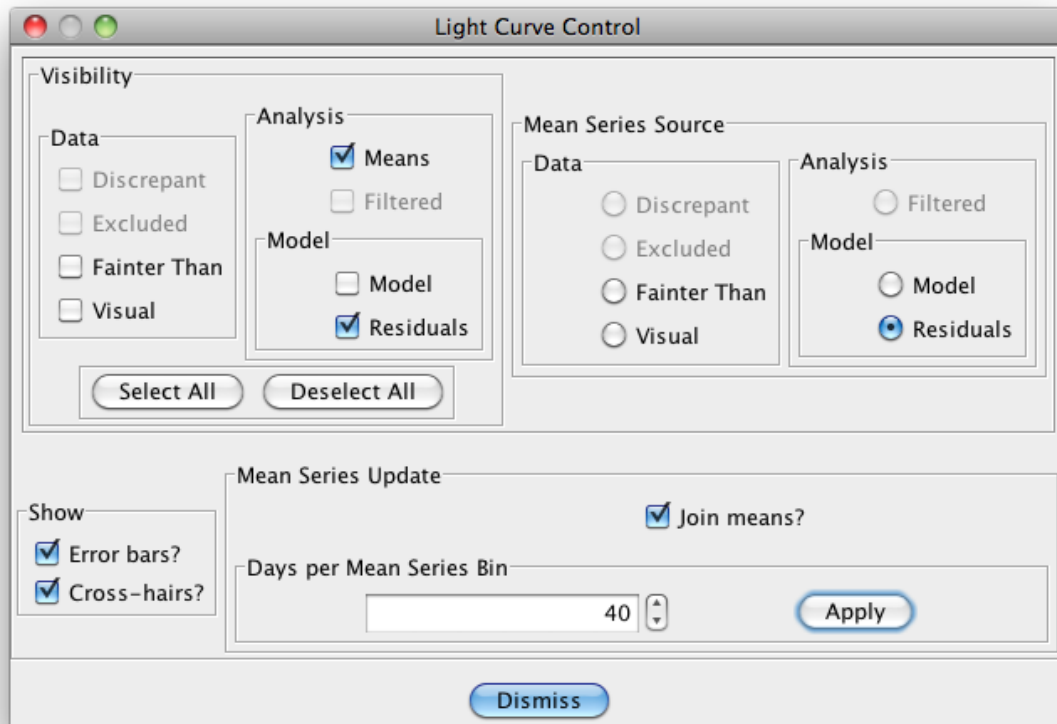 Light Curve Control
Visibility
Data
Discrepant
Excluded
Fainter Than
Visual
Analysis
Means
Filtered
Model
Model
Residuals
Select All
Deselect All
Mean Series Source
Data
Discrepant
Excluded
Fainter Than
Visual
Analysis
Filtered
Model
Model
Residuals
Show
Error bars?
Cross-hairs?
Mean Series Update
Join means?
Days per Mean Series Bin
40
Apply
Dismiss